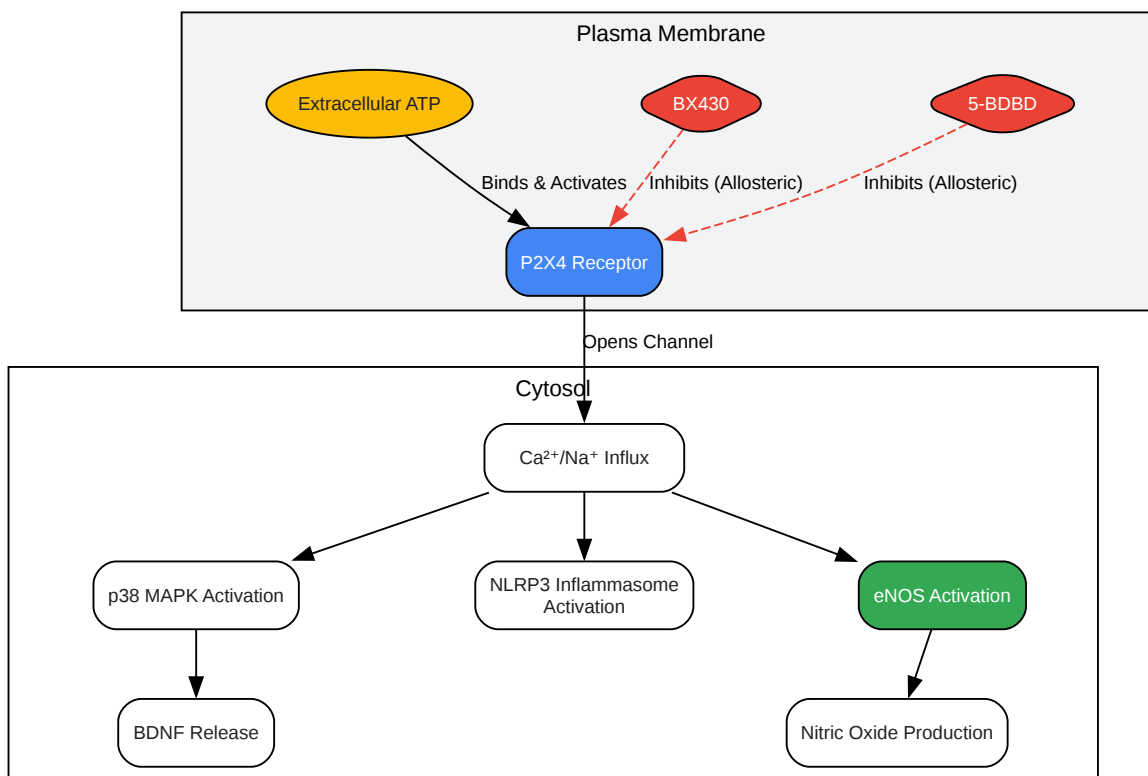 Plasma Membrane
Extracellular ATP
BX430
5-BDBD
Binds & Activates
Inhibits (Allosteric)
Inhibits (Allosteric)
P2X4 Receptor
Opens Channel
Cytosol
Ca²⁺/Na⁺ Influx
p38 MAPK Activation
NLRP3 Inflammasome
Activation
eNOS Activation
BDNF Release
Nitric Oxide Production